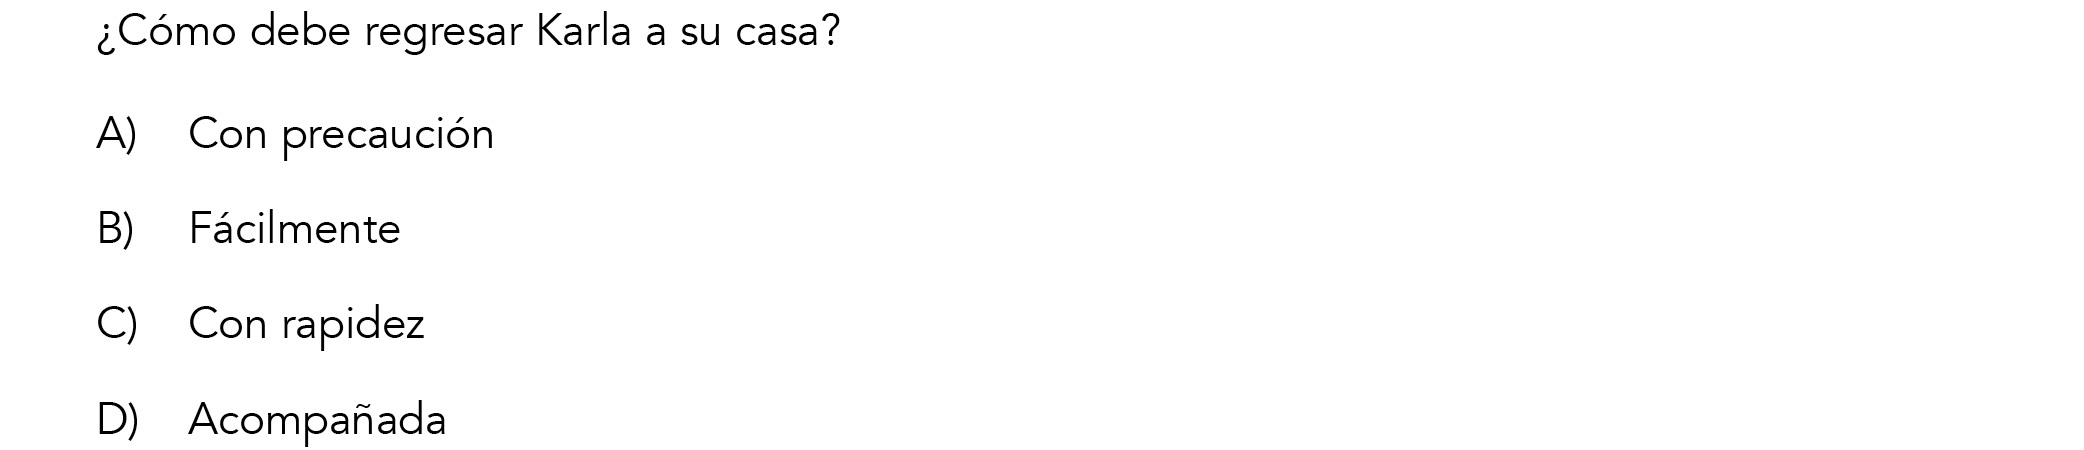 ¿Cómo debe regresar Karla a su casa?
A) Con precaución
B) Fácilmente
C) Con rapidez
D) Acompañada